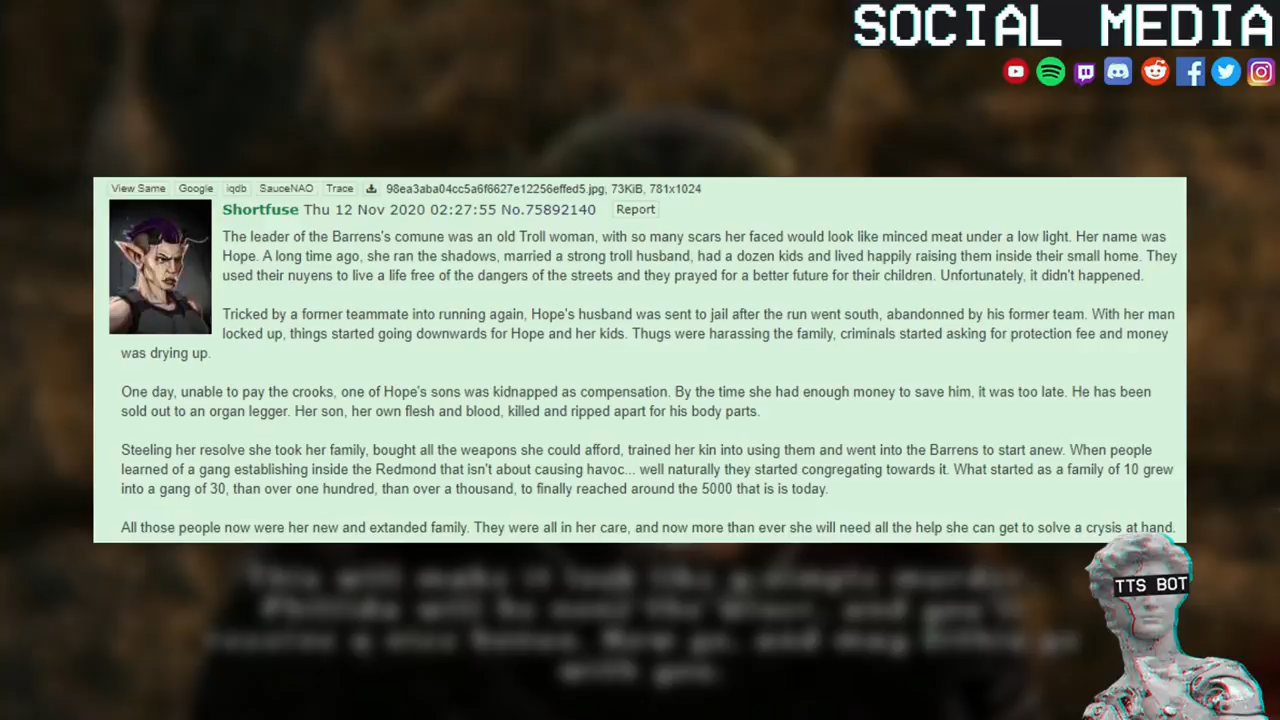 SOCIAL MEDIA
View Same Google iqdb SauceNAO Trace 98ea3aba04cc5a6f6627e12256effed5.jpg, 73KiB, 781x1024
Shortfuse Thu 12 Nov 2020 02:27:55 No.75892140 Report
The leader of the Barrens's comune was an old Troll woman, with so many scars her faced would look like minced meat under a low light. Her name was
Hope. A long time ago, she ran the shadows, married a strong troll husband, had a dozen kids and lived happily raising them inside their small home. They
used their nuyens to live a life free of the dangers of the streets and they prayed for a better future for their children. Unfortunately, it didn't happened.
Tricked by a former teammate into running again, Hope's husband was sent to jail after the run went south, abandonned by his former team. With her man
locked up, things started going downwards for Hope and her kids. Thugs were harassing the family, criminals started asking for protection fee and money
was drying up.
One day, unable to pay the crooks, one of Hope's sons was kidnapped as compensation. By the time she had enough money to save him, it was too late. He has been
sold out to an organ legger. Her son, her own flesh and blood, killed and ripped apart for his body parts.
Steeling her resolve she took her family, bought all the weapons she could afford, trained her kin into using them and went into the Barrens to start anew. When people
learned of a gang establishing inside the Redmond that isn't about causing havoc... well naturally they started congregating towards it. What started as a family of 10 grew
into a gang of 30, than over one hundred, than over a thousand, to finally reached around the 5000 that is is today.
All those people now were her new and extanded family. They were all in her care, and now more than ever she will need all the help she can get to solve a crysis at hand.
TTS BOT